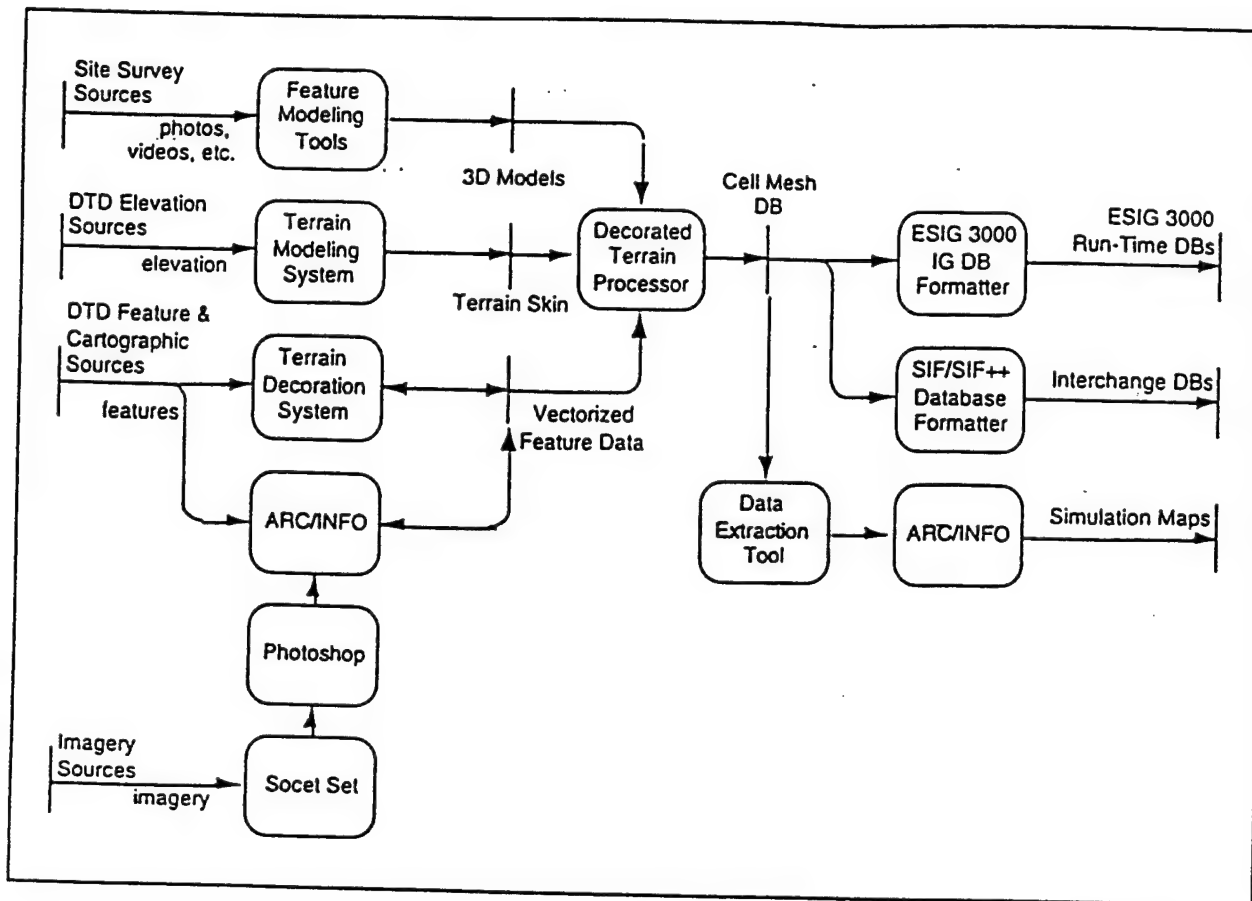 Site Survey
Sources
photos,
videos, etc.
Feature
Modeling
Tools
3D Models
DTD Elevation
Sources
elevation
Terrain
Modeling
System
Terrain Skin
Decorated
Terrain
Processor
Cell Mesh
DB
ESIG 3000
IG DB
Formatter
ESIG 3000
Run-Time DBs
DTD Feature &
Cartographic
Sources
features
Terrain
Decoration
System
Vectorized
Feature Data
SIF/SIF++
Database
Formatter
Interchange DBs
ARC/INFO
Data
Extraction
Tool
ARC/INFO
Simulation Maps
Photoshop
Imagery
Sources
imagery
Socet Set